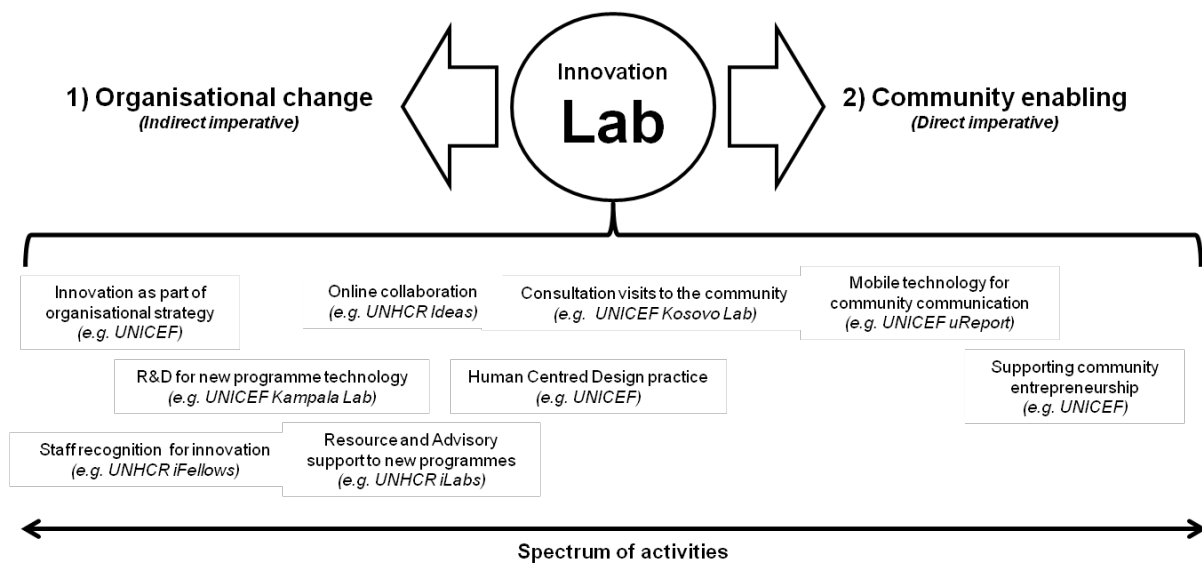 Innovation
Lab
1) Organisational change
(Indirect imperative)
2) Community enabling
(Direct imperative)
Innovation as part of
organisational strategy
(e.g. UNICEF)
Online collaboration
(e.g. UNHCR Ideas)
Consultation visits to the community
(e.g. UNICEF Kosovo Lab)
Mobile technology for
community communication
(e.g. UNICEF uReport)
R&D for new programme technology
(e.g. UNICEF Kampala Lab)
Human Centred Design practice
(e.g. UNICEF)
Supporting community
entrepreneurship
(e.g. UNICEF)
Staff recognition for innovation
(e.g. UNHCR iFellows)
Resource and Advisory
support to new programmes
(e.g. UNHCR iLabs)
Spectrum of activities